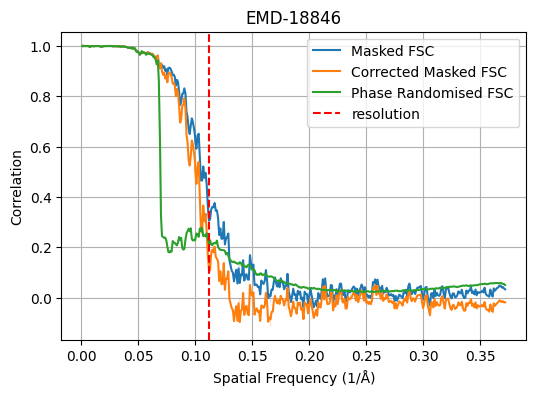 EMD-18846
Masked FSC
Corrected Masked FSC
Phase Randomised FSC
resolution
Correlation
1.0
0.8
0.6
0.4
0.2
0.0
0.00 0.05 0.10 0.15 0.20 0.25 0.30 0.35
Spatial Frequency (1/Å)